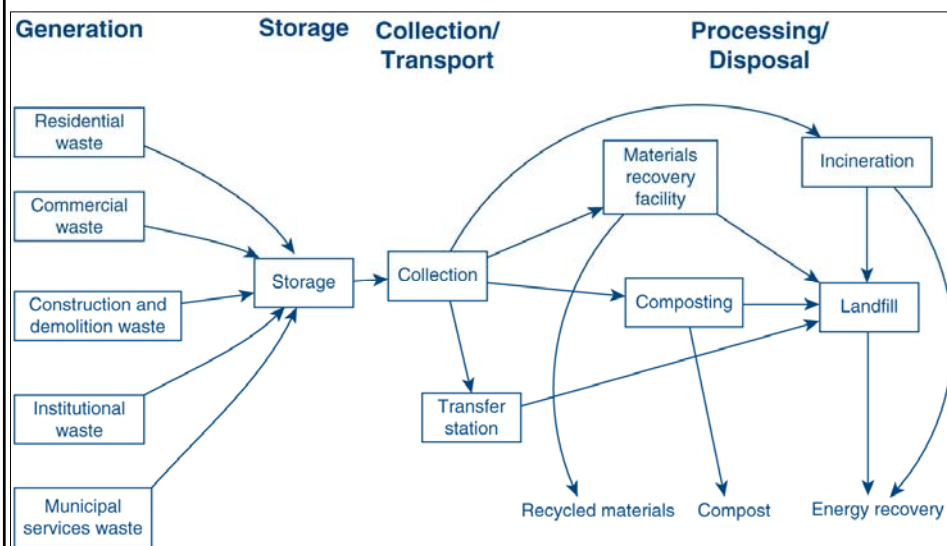 Generation
Storage
Collection/
Transport
Processing/
Disposal
Residential
waste
Commercial
waste
Construction and
demolition waste
Institutional
waste
Municipal
services waste
Storage
Collection
Transfer
station
Materials
recovery
facility
Composting
Incineration
Landfill
Recycled materials
Compost
Energy recovery